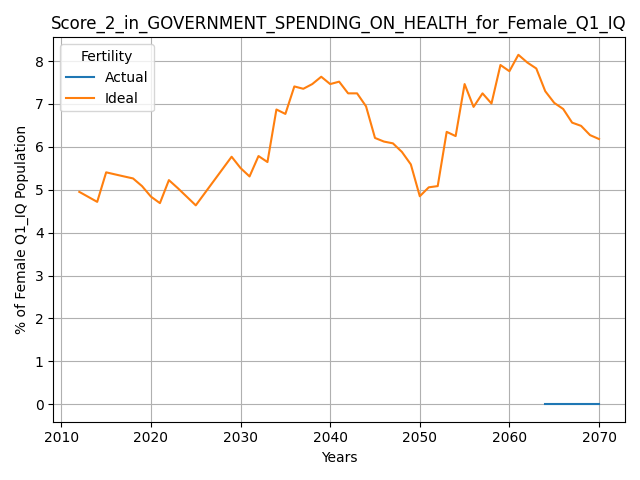 Score_2_in_GOVERNMENT_SPENDING_ON_HEALTH_for_Female_Q1_IQ
Fertility
Actual
Ideal
% of Female Q1_IQ Population
8
7
6
5
4
3
2
1
0
2010 2020 2030 2040 2050 2060 2070
Years